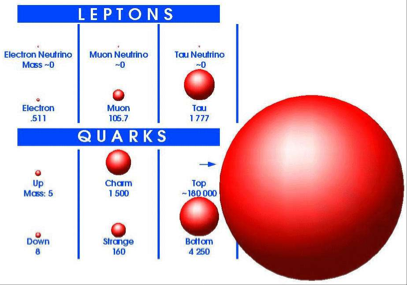 LEPTONS
Electron Neutrino
Mass ~0
Muon Neutrino
~0
Tau Neutrino
~0
Electron
.511
Muon
105.7
Tau
1 777
QUARKS
Up
Mass: 5
Charm
1 500
Top
~180 000
Down
8
Strange
160
Bottom
4 250